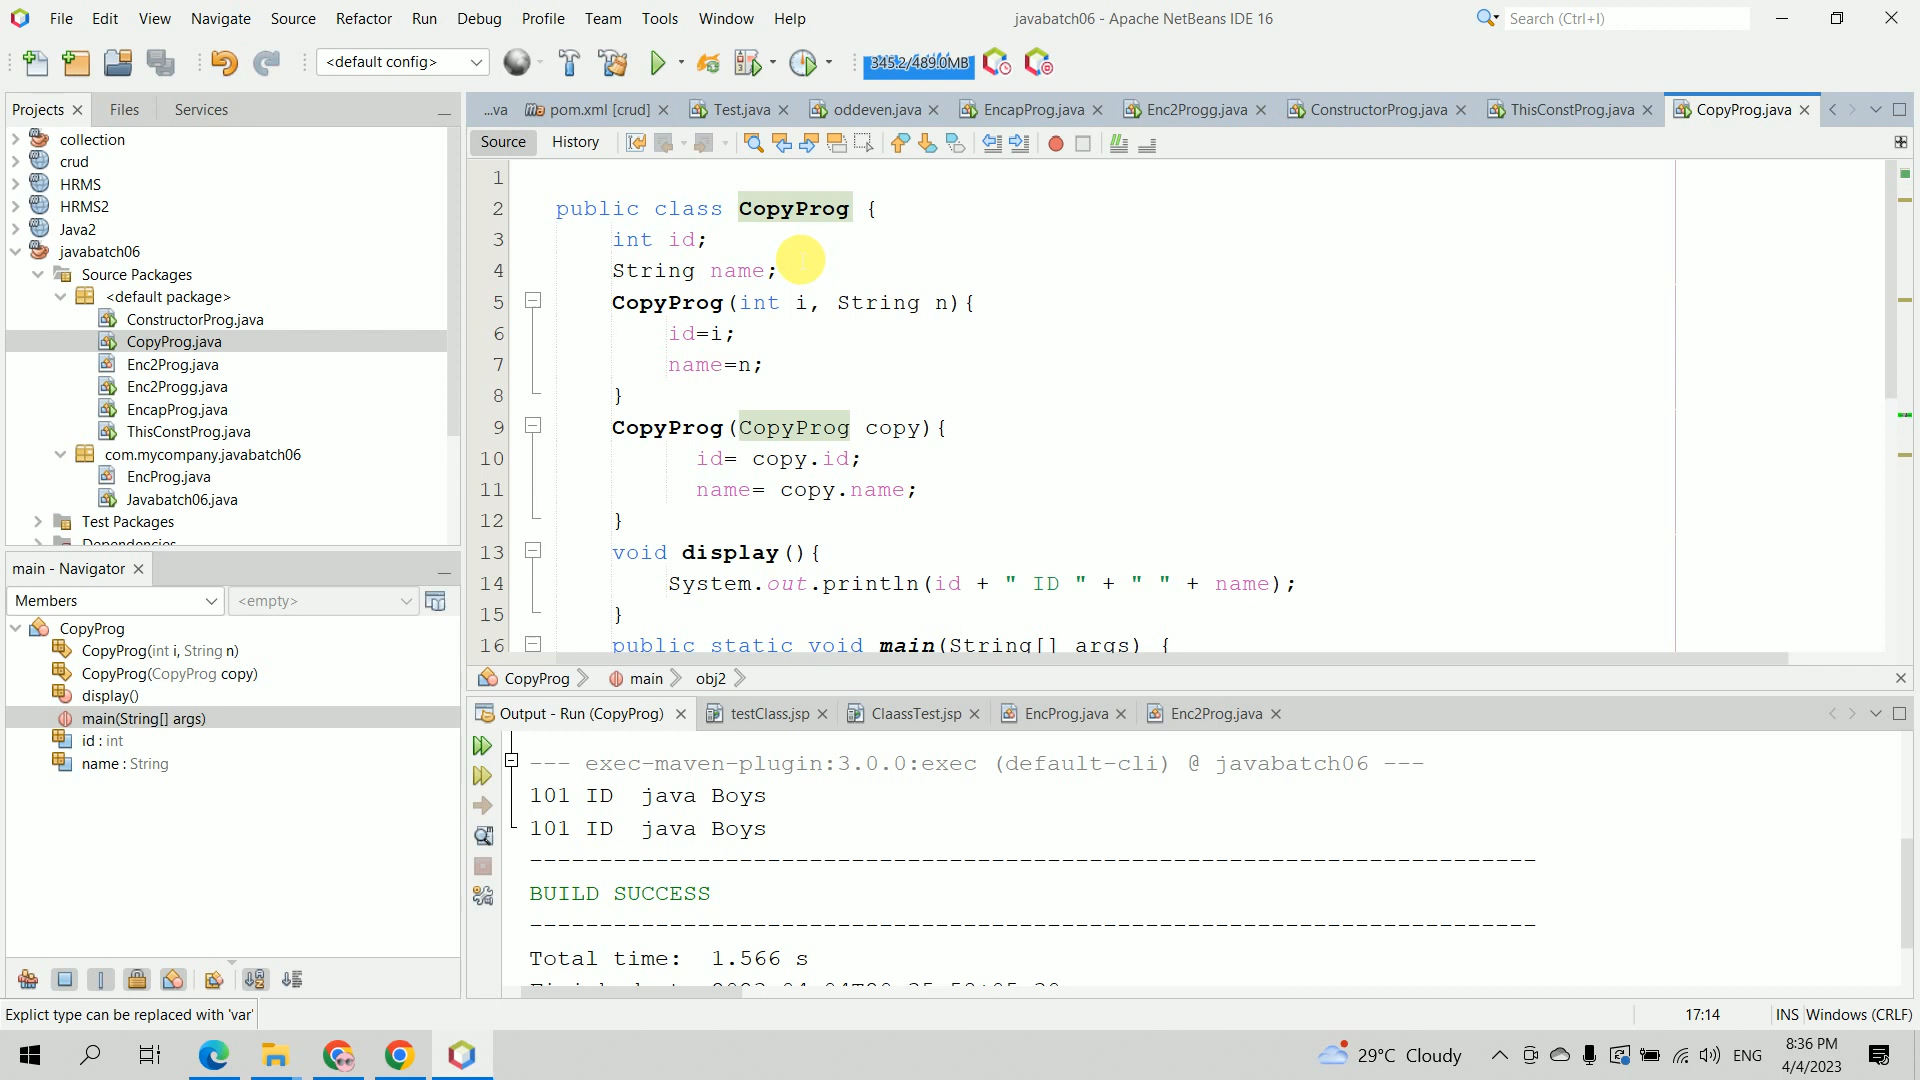 File Edit View Navigate Source Refactor Run Debug Profile Team Tools Window Help
javabatch06 - Apache NetBeans IDE 16
Search (Ctrl+I)
<default config>
345.2/489.0MB
Projects
Files
Services
...va
pom.xml [crud]
Test.java
oddeven.java
EncapProg.java
Enc2Progg.java
ConstructorProg.java
ThisConstProg.java
CopyProg.java
collection
crud
HRMS
HRMS2
Java2
javabatch06
Source Packages
<default package>
ConstructorProg.java
CopyProg.java
Enc2Prog.java
Enc2Progg.java
EncapProg.java
ThisConstProg.java
com.mycompany.javabatch06
EncProg.java
Javabatch06.java
Test Packages
Dependencies
Source History
1
2 public class CopyProg {
3 int id;
4 String name;
5 CopyProg(int i, String n){
6 id=i;
7 name=n;
8 }
9 CopyProg(CopyProg copy){
10 id= copy.id;
11 name= copy.name;
12 }
13 void display(){
14 System.out.println(id + " ID " + " " + name);
15 }
16 public static void main(String[] args) {
CopyProg main obj2
main - Navigator
Members
<empty>
CopyProg
CopyProg(int i, String n)
CopyProg(CopyProg copy)
display()
main(String[] args)
id : int
name : String
Output - Run (CopyProg)
testClass.jsp
ClaassTest.jsp
EncProg.java
Enc2Prog.java
--- exec-maven-plugin:3.0.0:exec (default-cli) @ javabatch06 ---
101 ID  java Boys
101 ID  java Boys
------------------------------------------------------------------------
BUILD SUCCESS
------------------------------------------------------------------------
Total time:  1.566 s
Explict type can be replaced with 'var'
17:14
INS
Windows (CRLF)
29°C Cloudy
ENG
8:36 PM
4/4/2023